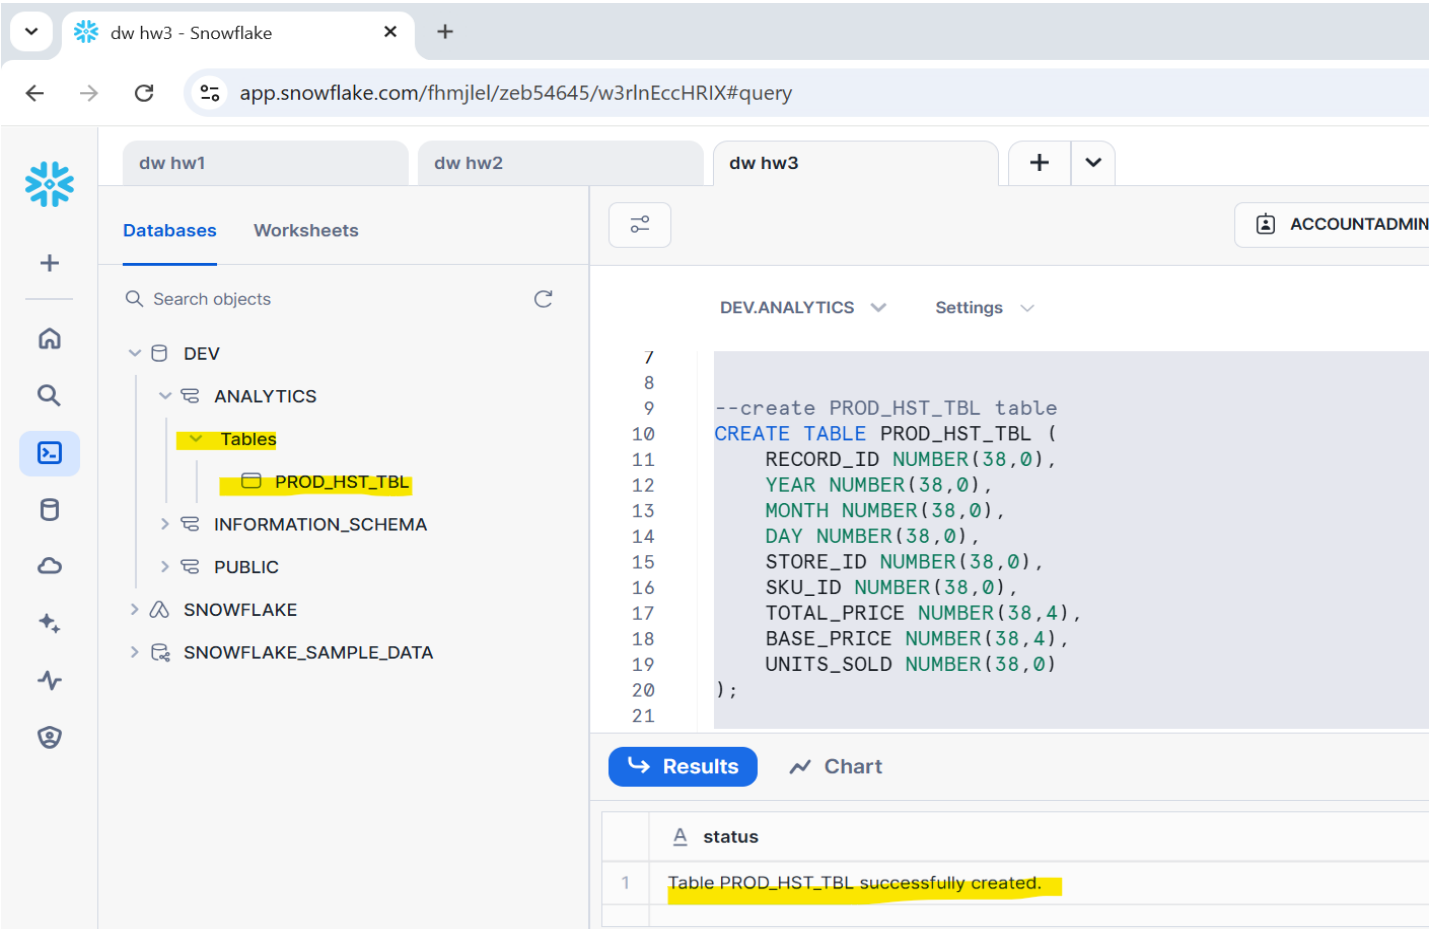 dw hw3 - Snowflake
app.snowflake.com/fhmjlel/zeb54645/w3rlnEccHRIX#query
dw hw1
dw hw2
dw hw3
Databases
Worksheets
Search objects
DEV
ANALYTICS
Tables
PROD_HST_TBL
INFORMATION_SCHEMA
PUBLIC
SNOWFLAKE
SNOWFLAKE_SAMPLE_DATA
ACCOUNTADMIN
DEV.ANALYTICS
Settings
7
8
9 --create PROD_HST_TBL table
10 CREATE TABLE PROD_HST_TBL (
11 RECORD_ID NUMBER(38,0),
12 YEAR NUMBER(38,0),
13 MONTH NUMBER(38,0),
14 DAY NUMBER(38,0),
15 STORE_ID NUMBER(38,0),
16 SKU_ID NUMBER(38,0),
17 TOTAL_PRICE NUMBER(38,4),
18 BASE_PRICE NUMBER(38,4),
19 UNITS_SOLD NUMBER(38,0)
20 );
21
Results
Chart
A status
1 Table PROD_HST_TBL successfully created.